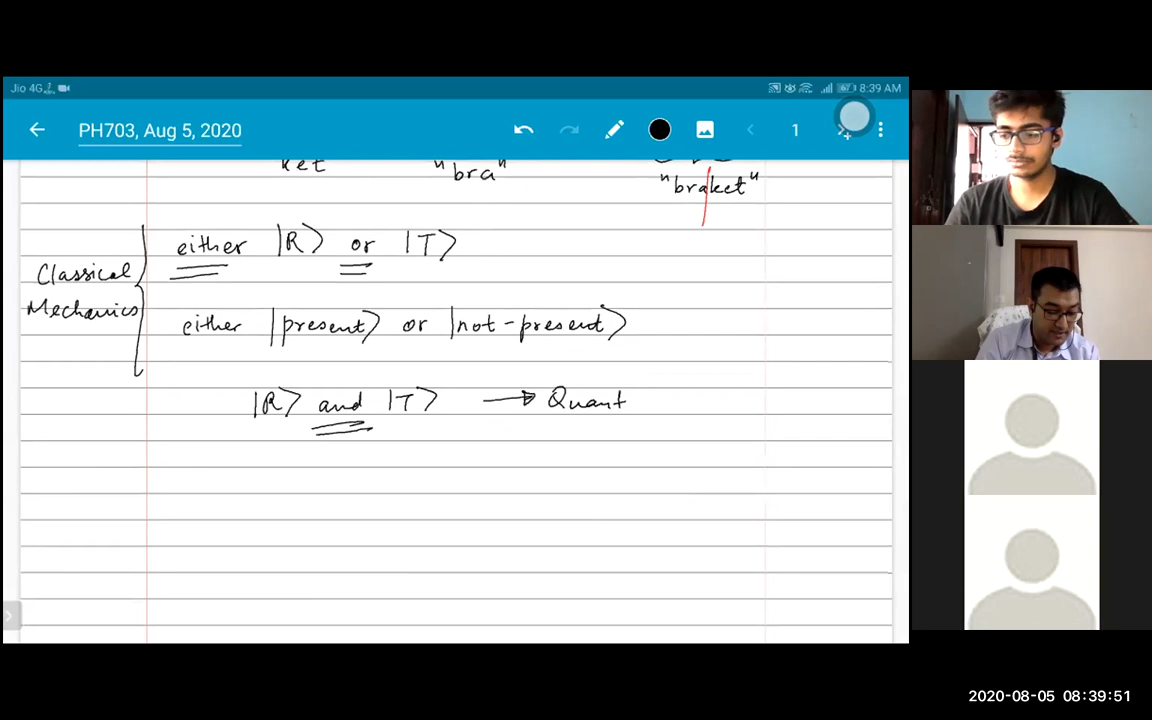 Jio 4G 8:39 AM
PH703, Aug 5, 2020 1
ket "bra" "braket"
either |R⟩ or |T⟩
Classical
Mechanics
either |present⟩ or |not-present⟩
|R⟩ and |T⟩ → Quant
2020-08-05 08:39:51